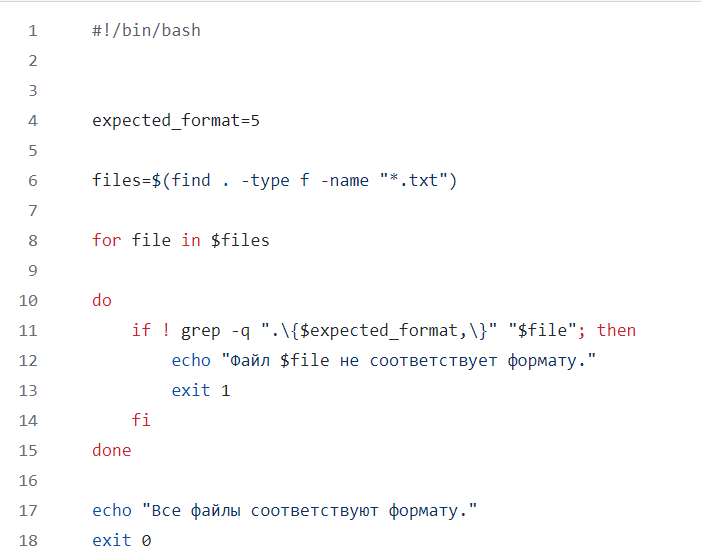 1 #!/bin/bash
2
3
4 expected_format=5
5
6 files=$(find . -type f -name "*.txt")
7
8 for file in $files
9
10 do
11     if ! grep -q ".\{$expected_format,\}" "$file"; then
12         echo "Файл $file не соответствует формату."
13         exit 1
14     fi
15 done
16
17 echo "Все файлы соответствуют формату."
18 exit 0